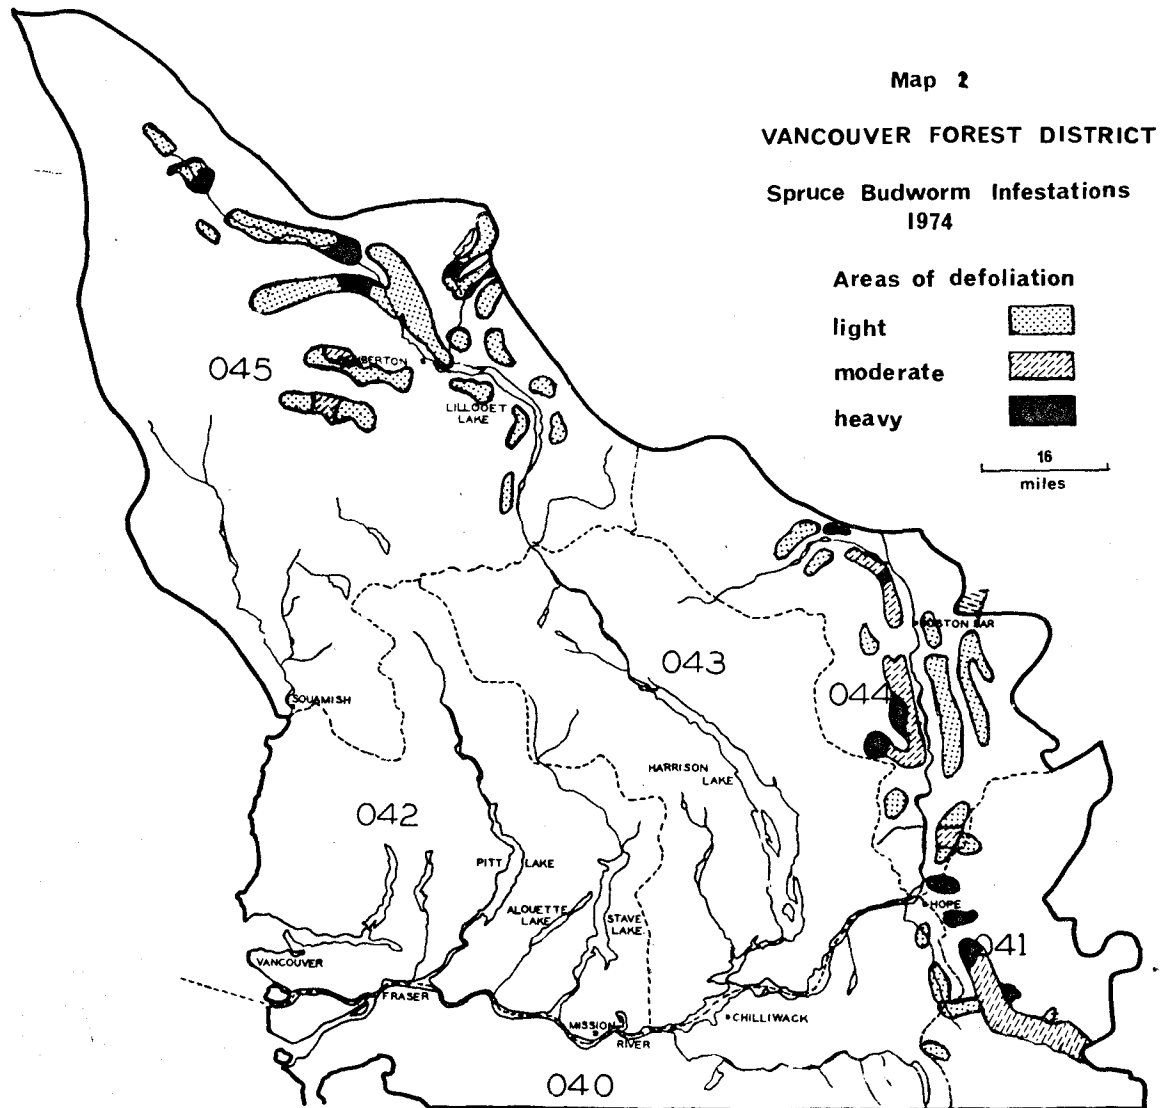 Map 2
VANCOUVER FOREST DISTRICT
Spruce Budworm Infestations
1974
Areas of defoliation
light
moderate
heavy
16
miles
045
LILLOOET
LAKE
BOSTON BAR
043
044
SQUAMISH
HARRISON
LAKE
042
PITT LAKE
ALOUETTE
LAKE
STAVE
LAKE
HOPE
041
VANCOUVER
FRASER
CHILLIWACK
MISSION
RIVER
040